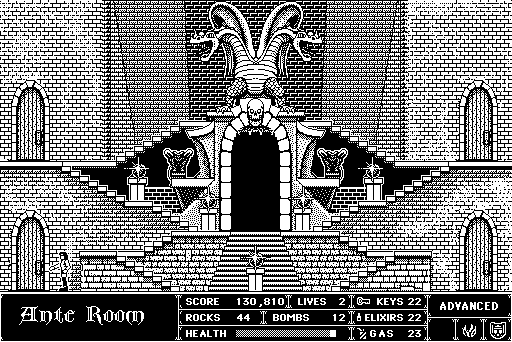 Ante Room
SCORE 130,810 LIVES 2 KEYS 22
ROCKS 44 BOMBS 12 ELIXIRS 22
HEALTH GAS 23
ADVANCED